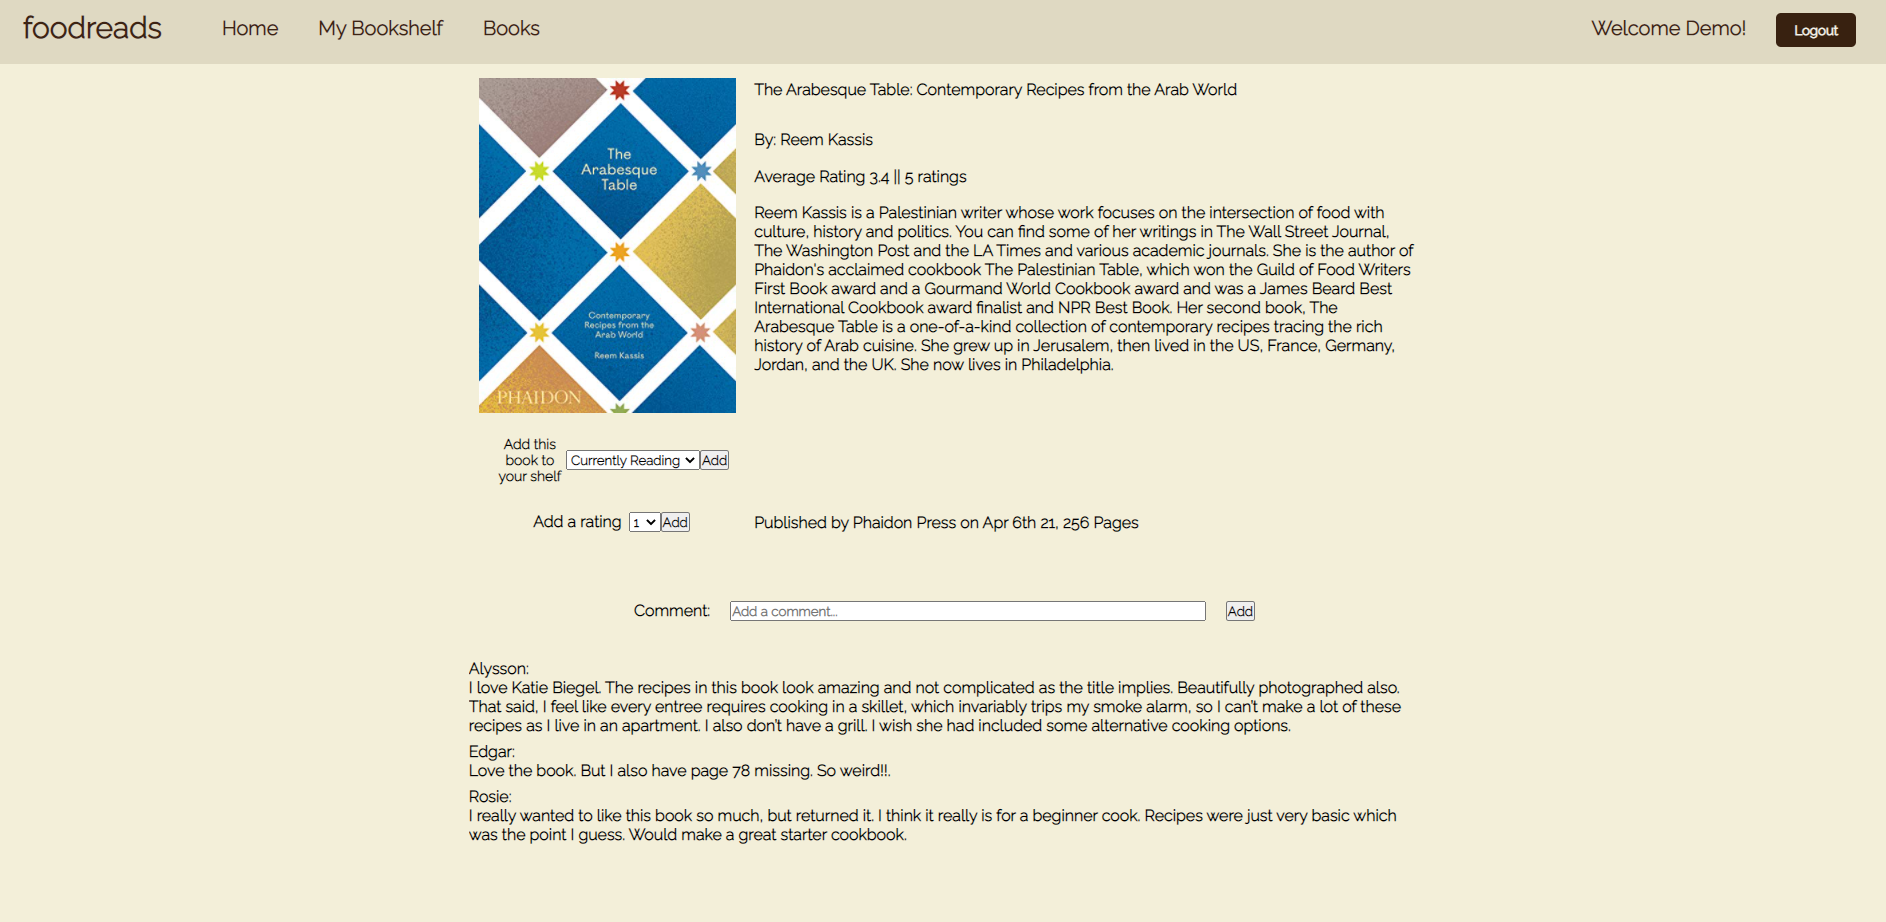 foodreads
Home
My Bookshelf
Books
Welcome Demo!
Logout
The
Arabesque
Table
Contemporary
Recipes from the
Arab World
Reem Kassis
PHAIDON
The Arabesque Table: Contemporary Recipes from the Arab World
By: Reem Kassis
Average Rating 3.4 || 5 ratings
Reem Kassis is a Palestinian writer whose work focuses on the intersection of food with
culture, history and politics. You can find some of her writings in The Wall Street Journal,
The Washington Post and the LA Times and various academic journals. She is the author of
Phaidon's acclaimed cookbook The Palestinian Table, which won the Guild of Food Writers
First Book award and a Gourmand World Cookbook award and was a James Beard Best
International Cookbook award finalist and NPR Best Book. Her second book, The
Arabesque Table is a one-of-a-kind collection of contemporary recipes tracing the rich
history of Arab cuisine. She grew up in Jerusalem, then lived in the US, France, Germany,
Jordan, and the UK. She now lives in Philadelphia.
Add this
book to
your shelf
Currently Reading
Add
Add a rating
1
Add
Published by Phaidon Press on Apr 6th 21, 256 Pages
Comment:
Add a comment...
Add
Alysson:
I love Katie Biegel. The recipes in this book look amazing and not complicated as the title implies. Beautifully photographed also.
That said, I feel like every entree requires cooking in a skillet, which invariably trips my smoke alarm, so I can't make a lot of these
recipes as I live in an apartment. I also don't have a grill. I wish she had included some alternative cooking options.
Edgar:
Love the book. But I also have page 78 missing. So weird!!.
Rosie:
I really wanted to like this book so much, but returned it. I think it really is for a beginner cook. Recipes were just very basic which
was the point I guess. Would make a great starter cookbook.